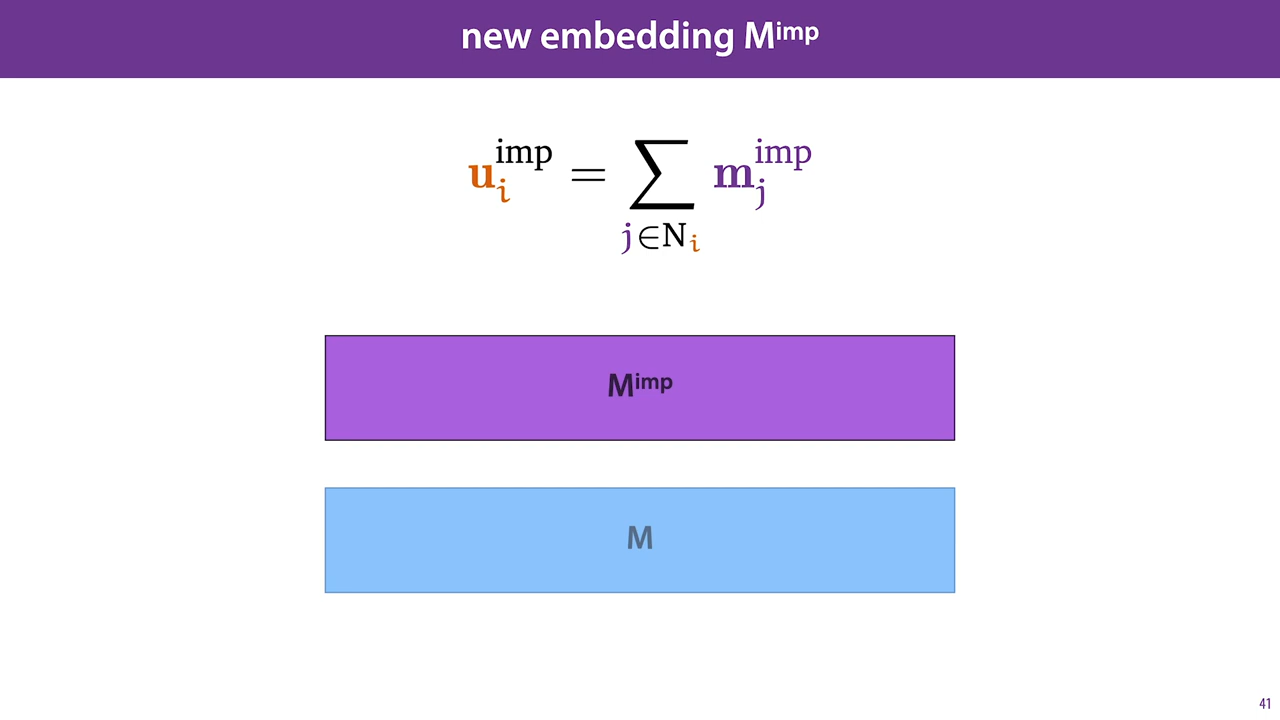 new embedding Mⁱᵐᵖ
uᵢⁱᵐᵖ = ∑_{j∈Nᵢ} mⱼⁱᵐᵖ
Mⁱᵐᵖ
M
41